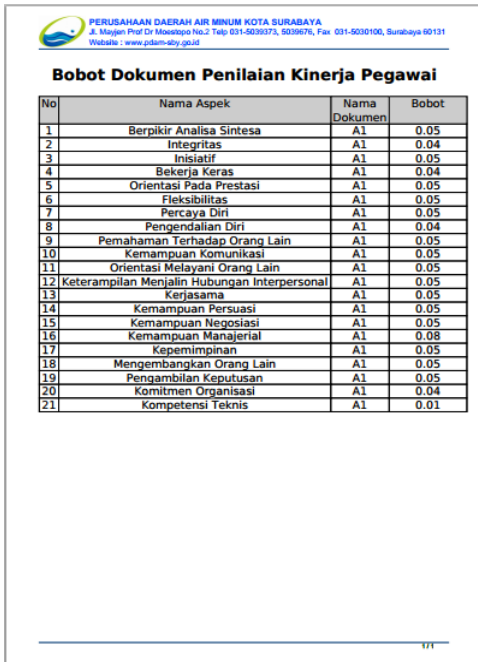 PERUSAHAAN DAERAH AIR MINUM KOTA SURABAYA
Jl. Mayjen Prof Dr Moestopo No.2 Telp 031-5039373, 5039676, Fax 031-5030100, Surabaya 60131
Website : www.pdam-sby.go.id
Bobot Dokumen Penilaian Kinerja Pegawai
No Nama Aspek Nama Dokumen Bobot
1 Berpikir Analisa Sintesa A1 0.05
2 Integritas A1 0.04
3 Inisiatif A1 0.05
4 Bekerja Keras A1 0.04
5 Orientasi Pada Prestasi A1 0.05
6 Fleksibilitas A1 0.05
7 Percaya Diri A1 0.05
8 Pengendalian Diri A1 0.04
9 Pemahaman Terhadap Orang Lain A1 0.05
10 Kemampuan Komunikasi A1 0.05
11 Orientasi Melayani Orang Lain A1 0.05
12 Keterampilan Menjalin Hubungan Interpersonal A1 0.05
13 Kerjasama A1 0.05
14 Kemampuan Persuasi A1 0.05
15 Kemampuan Negosiasi A1 0.05
16 Kemampuan Manajerial A1 0.08
17 Kepemimpinan A1 0.05
18 Mengembangkan Orang Lain A1 0.05
19 Pengambilan Keputusan A1 0.05
20 Komitmen Organisasi A1 0.04
21 Kompetensi Teknis A1 0.01
1/1